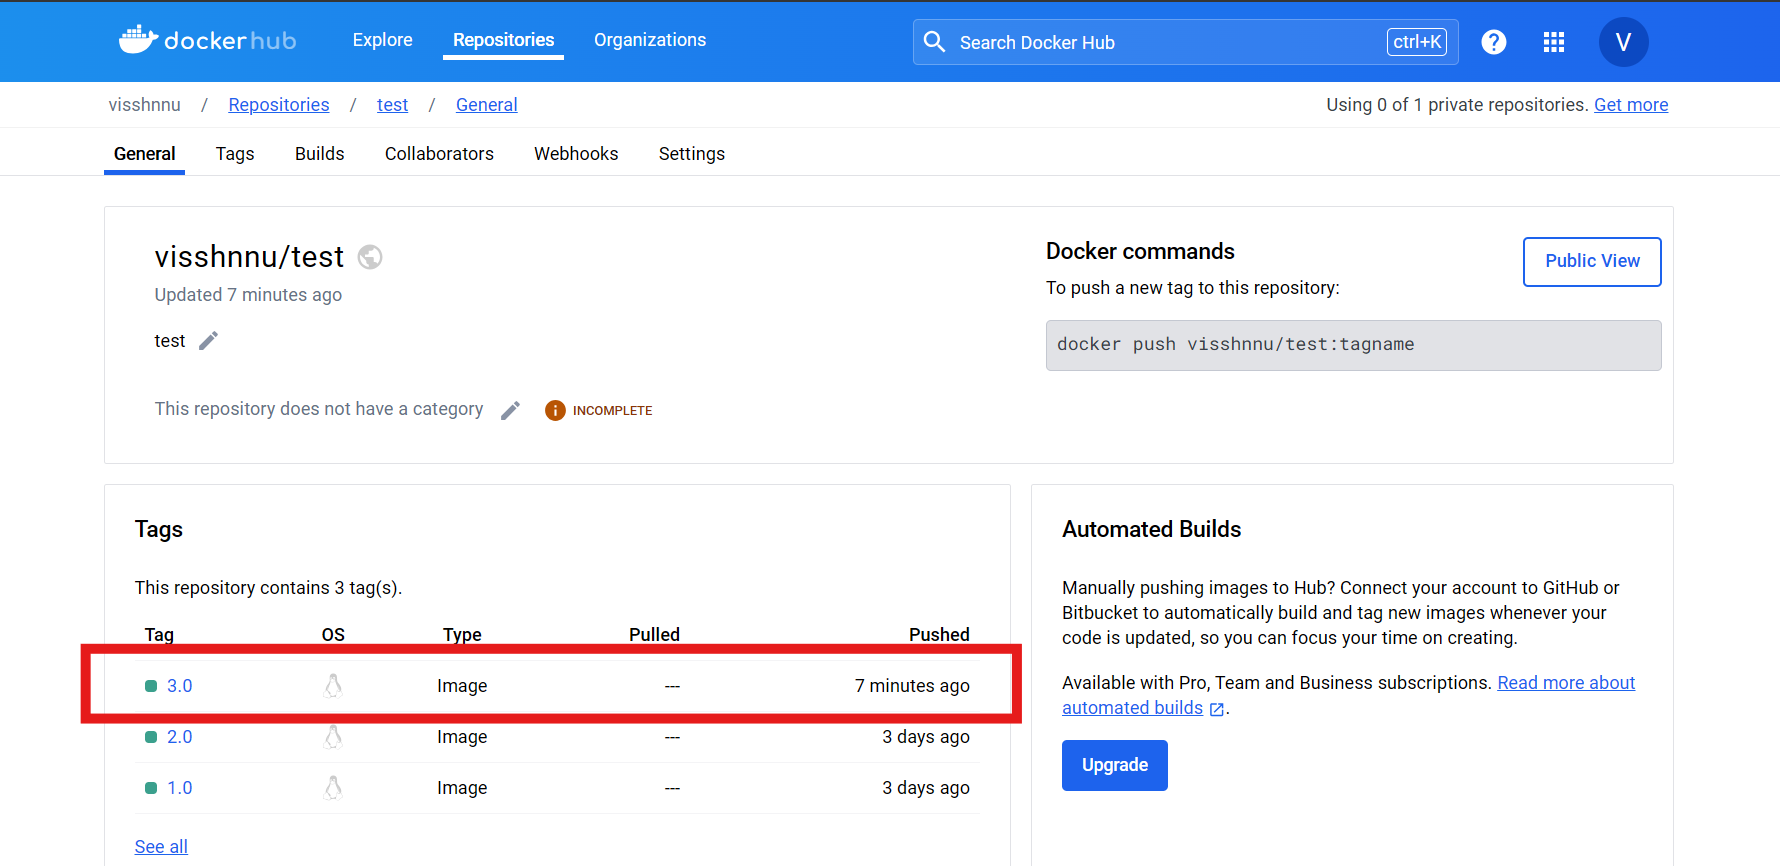 dockerhub Explore Repositories Organizations Search Docker Hub ctrl+K ? V
visshnnu / Repositories / test / General Using 0 of 1 private repositories. Get more
General Tags Builds Collaborators Webhooks Settings
visshnnu/test
Updated 7 minutes ago
test
This repository does not have a category INCOMPLETE
Docker commands
Public View
To push a new tag to this repository:
docker push visshnnu/test:tagname
Tags
This repository contains 3 tag(s).
Tag OS Type Pulled Pushed
3.0 Image --- 7 minutes ago
2.0 Image --- 3 days ago
1.0 Image --- 3 days ago
See all
Automated Builds
Manually pushing images to Hub? Connect your account to GitHub or
Bitbucket to automatically build and tag new images whenever your
code is updated, so you can focus your time on creating.
Available with Pro, Team and Business subscriptions. Read more about
automated builds .
Upgrade